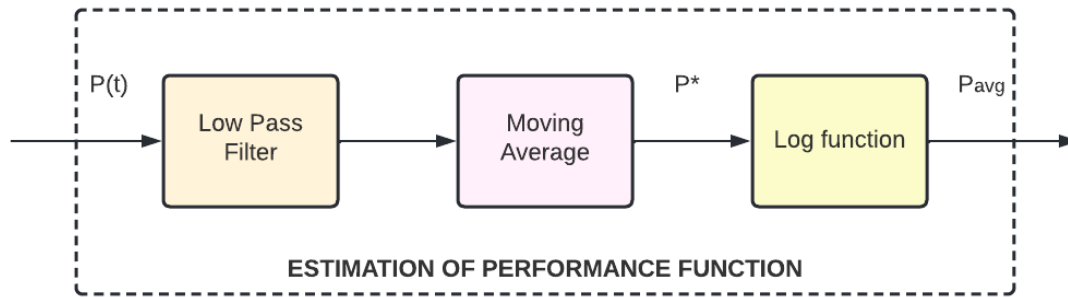 P(t)
Low Pass
Filter
Moving
Average
P*
Log function
Pavg
ESTIMATION OF PERFORMANCE FUNCTION